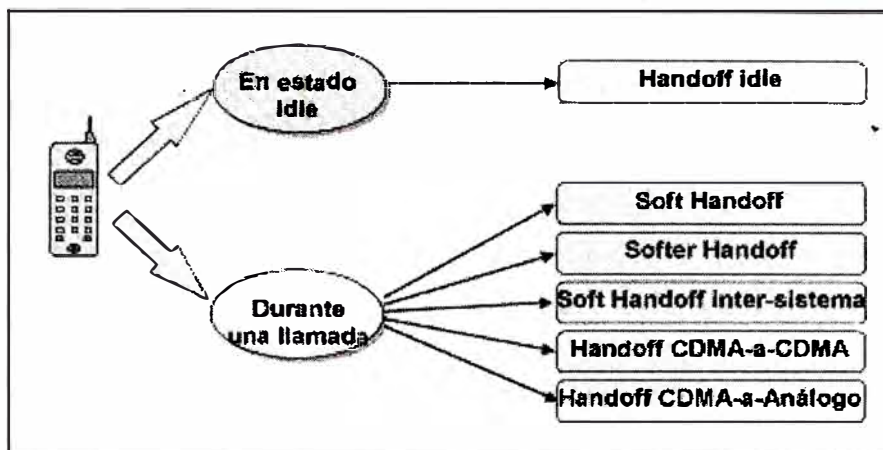 En estado
Idle
Handoff idle
Durante
una llamada
Soft Handoff
Softer Handoff
Soft Handoff inter-sistema
Handoff CDMA-a-CDMA
Handoff CDMA-a-Análogo